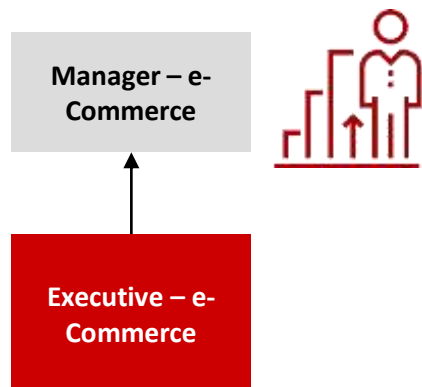 Manager – e-
Commerce
Executive – e-
Commerce